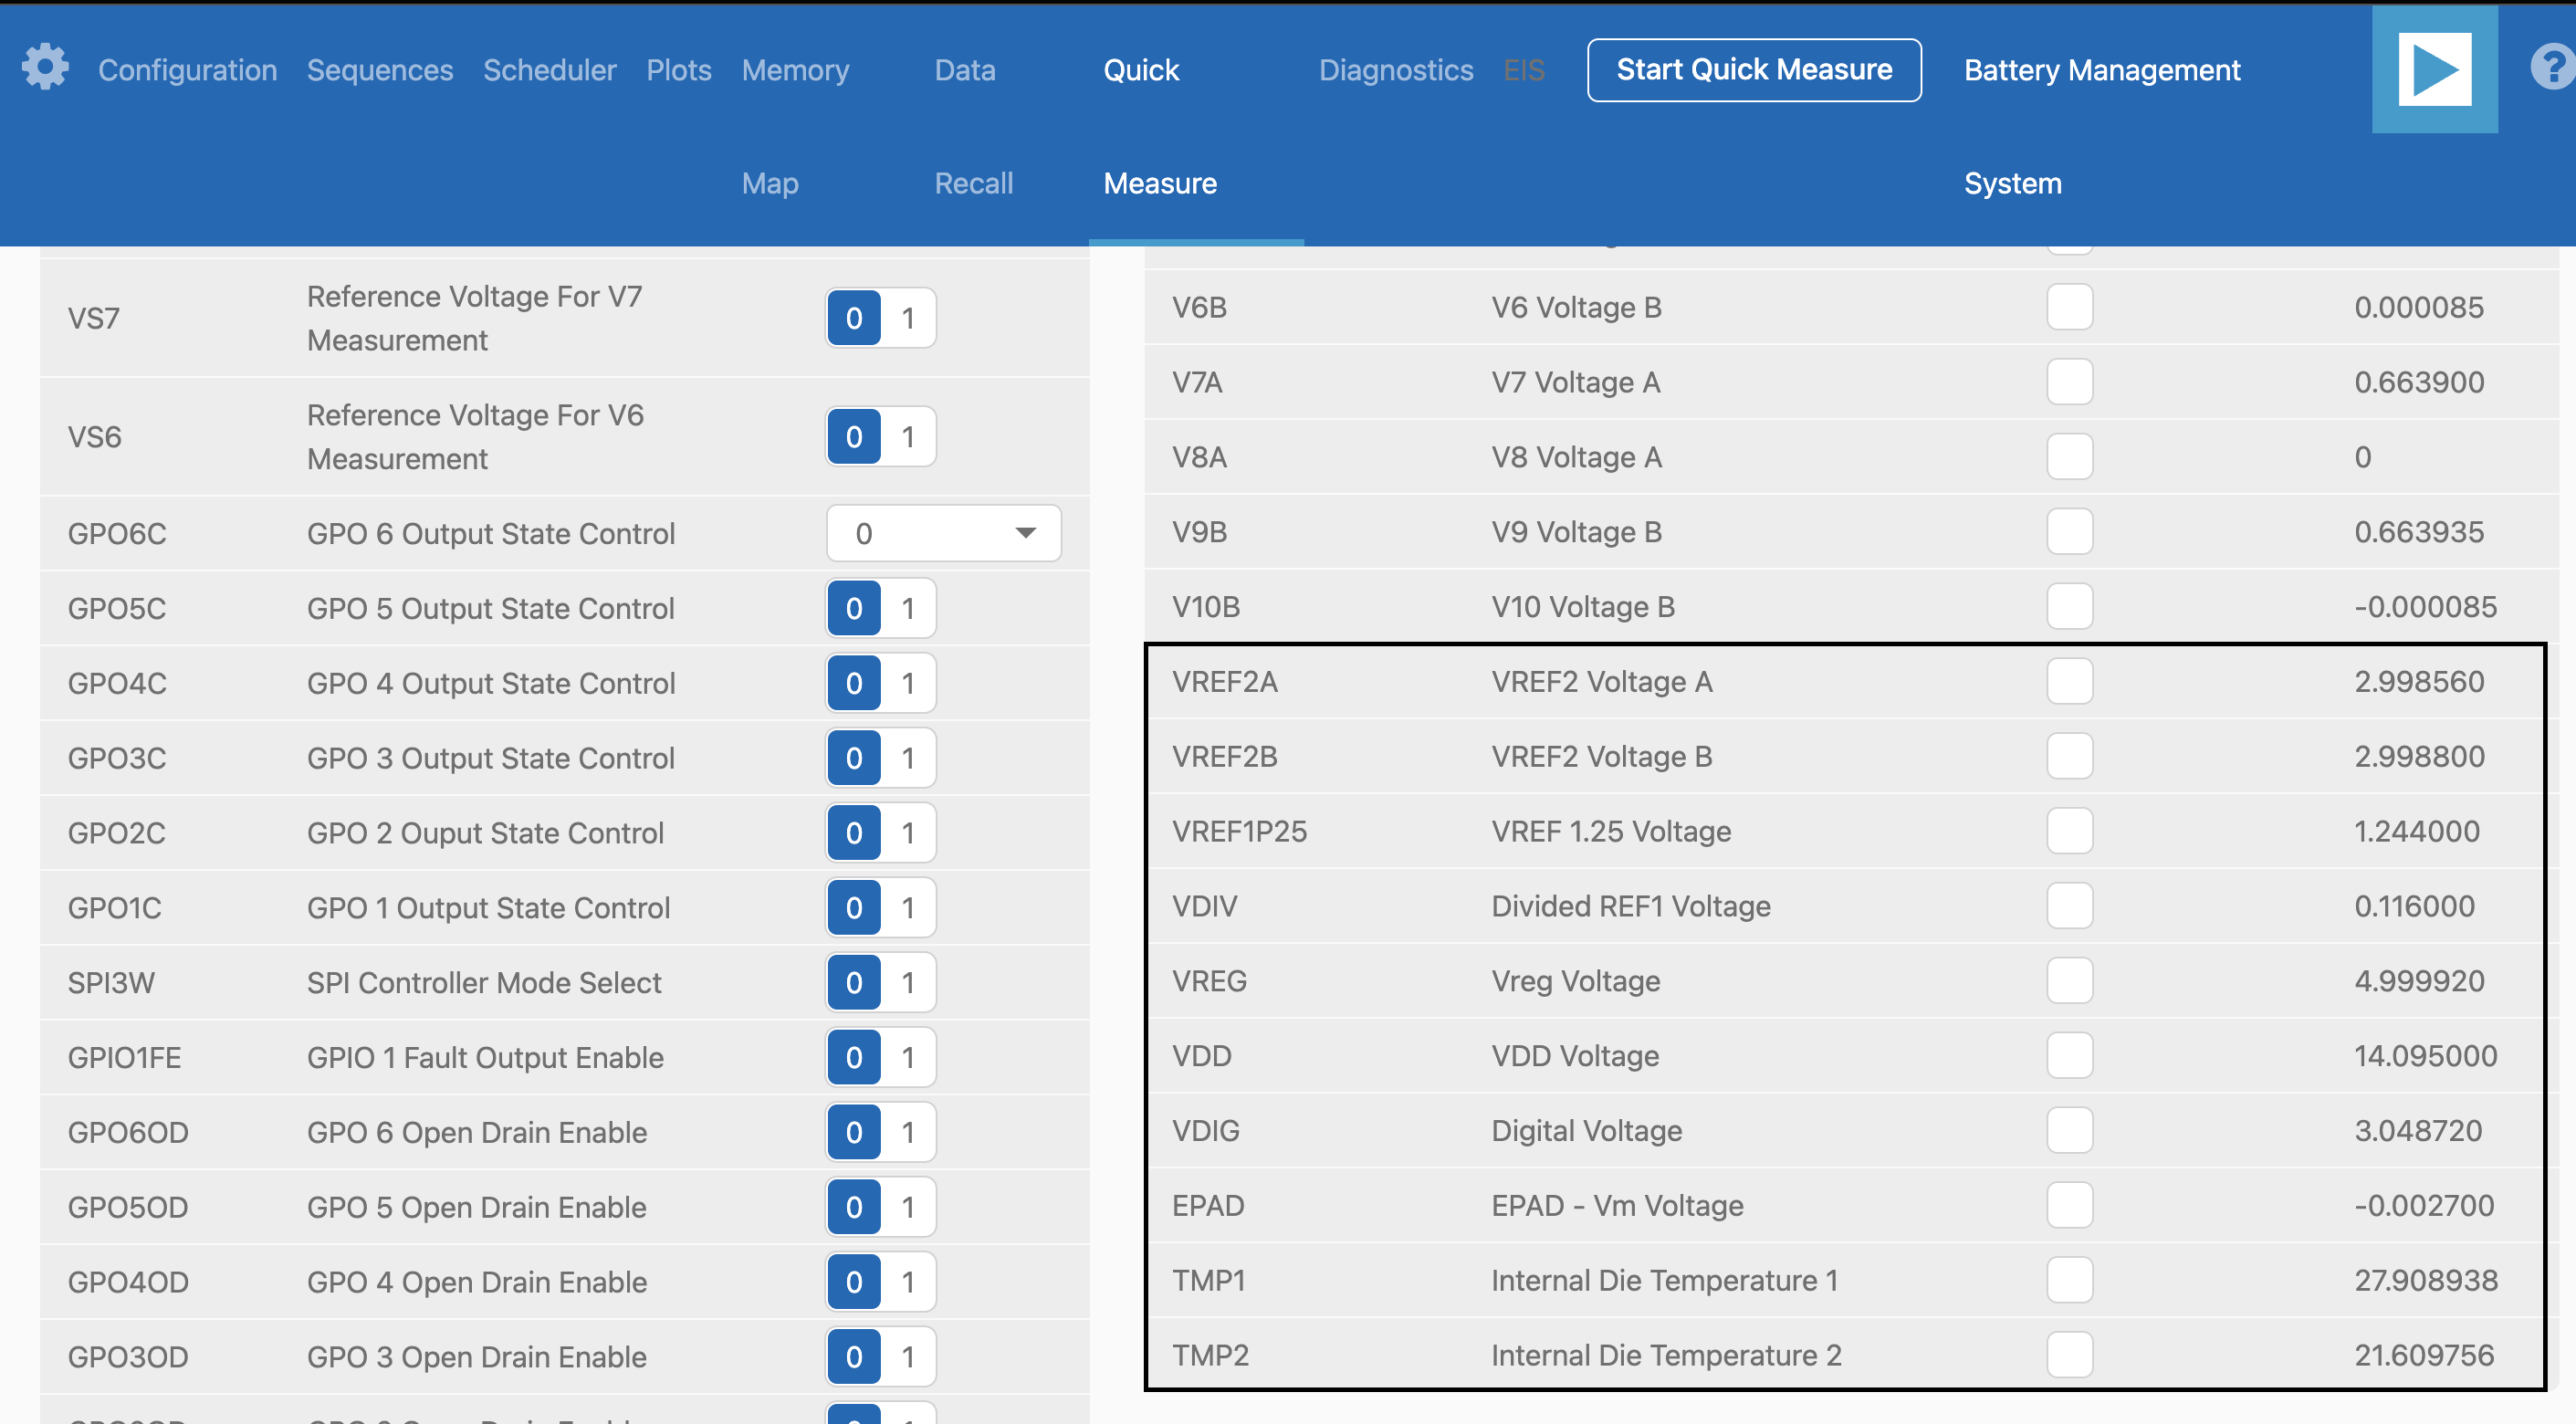 Configuration Sequences Scheduler Plots Memory Data Quick Diagnostics EIS Start Quick Measure Battery Management ?
Map Recall Measure System
VS7 Reference Voltage For V7 Measurement 0 1
VS6 Reference Voltage For V6 Measurement 0 1
GPO6C GPO 6 Output State Control 0
GPO5C GPO 5 Output State Control 0 1
GPO4C GPO 4 Output State Control 0 1
GPO3C GPO 3 Output State Control 0 1
GPO2C GPO 2 Ouput State Control 0 1
GPO1C GPO 1 Output State Control 0 1
SPI3W SPI Controller Mode Select 0 1
GPIO1FE GPIO 1 Fault Output Enable 0 1
GPO6OD GPO 6 Open Drain Enable 0 1
GPO5OD GPO 5 Open Drain Enable 0 1
GPO4OD GPO 4 Open Drain Enable 0 1
GPO3OD GPO 3 Open Drain Enable 0 1
V6B V6 Voltage B 0.000085
V7A V7 Voltage A 0.663900
V8A V8 Voltage A 0
V9B V9 Voltage B 0.663935
V10B V10 Voltage B -0.000085
VREF2A VREF2 Voltage A 2.998560
VREF2B VREF2 Voltage B 2.998800
VREF1P25 VREF 1.25 Voltage 1.244000
VDIV Divided REF1 Voltage 0.116000
VREG Vreg Voltage 4.999920
VDD VDD Voltage 14.095000
VDIG Digital Voltage 3.048720
EPAD EPAD - Vm Voltage -0.002700
TMP1 Internal Die Temperature 1 27.908938
TMP2 Internal Die Temperature 2 21.609756